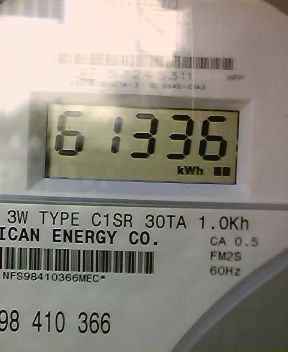 61336
kWh
3W TYPE C1SR 30TA 1.0Kh
ICAN ENERGY CO.
CA 0.5
FM2S
60Hz
NFS98410366MEC*
98 410 366